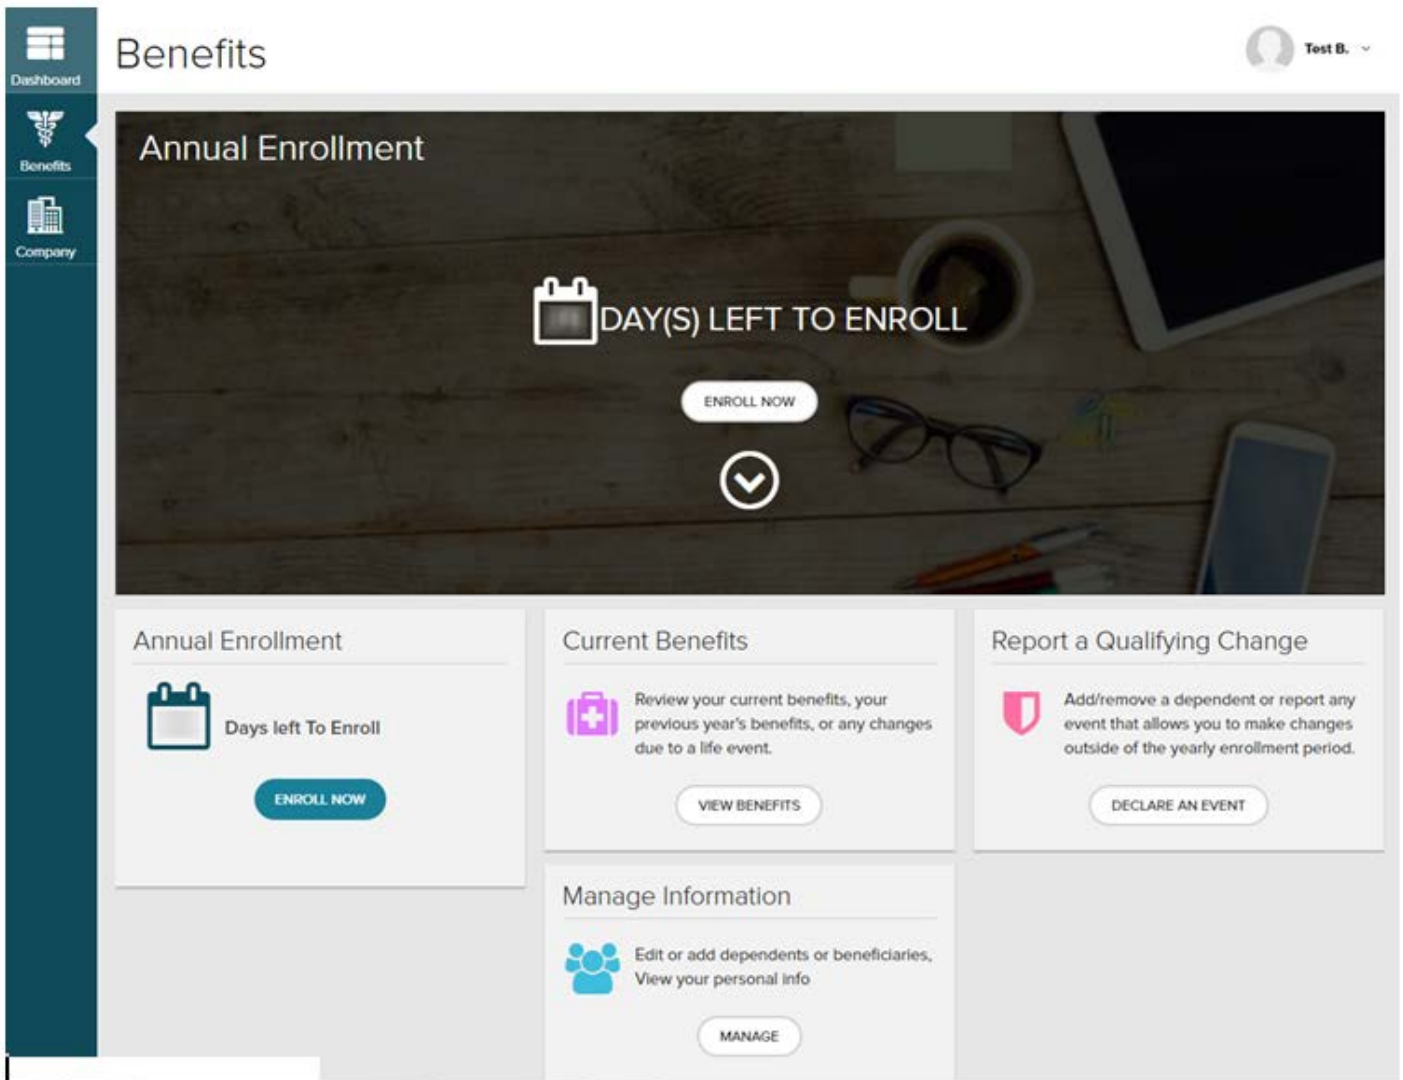 Dashboard
Benefits
Test B.
Benefits
Company
Annual Enrollment
DAY(S) LEFT TO ENROLL
ENROLL NOW
Annual Enrollment
Days left To Enroll
ENROLL NOW
Current Benefits
Review your current benefits, your
previous year's benefits, or any changes
due to a life event.
VIEW BENEFITS
Report a Qualifying Change
Add/remove a dependent or report any
event that allows you to make changes
outside of the yearly enrollment period.
DECLARE AN EVENT
Manage Information
Edit or add dependents or beneficiaries,
View your personal info
MANAGE